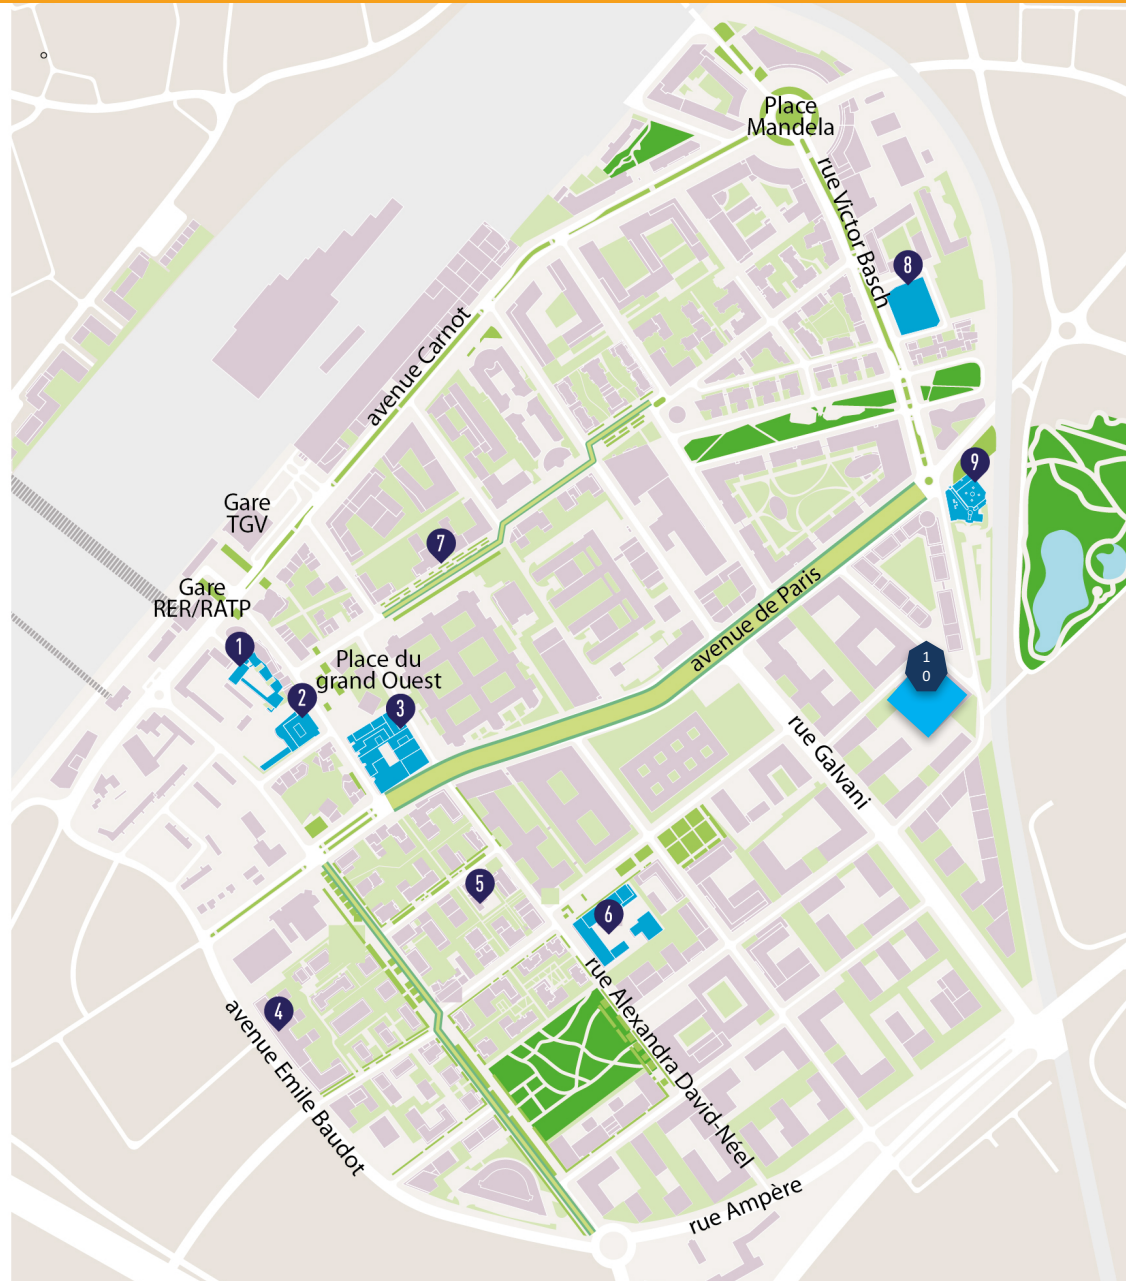 Place
Mandela
rue Victor Basch
8
avenue Carnot
9
Gare
TGV
7
Gare
RER/RATP
avenue de Paris
1
Place du
grand Ouest
1
0
2
3
rue Galvani
5
6
4
rue Alexandra David-Néel
avenue Emile Baudot
rue Ampère